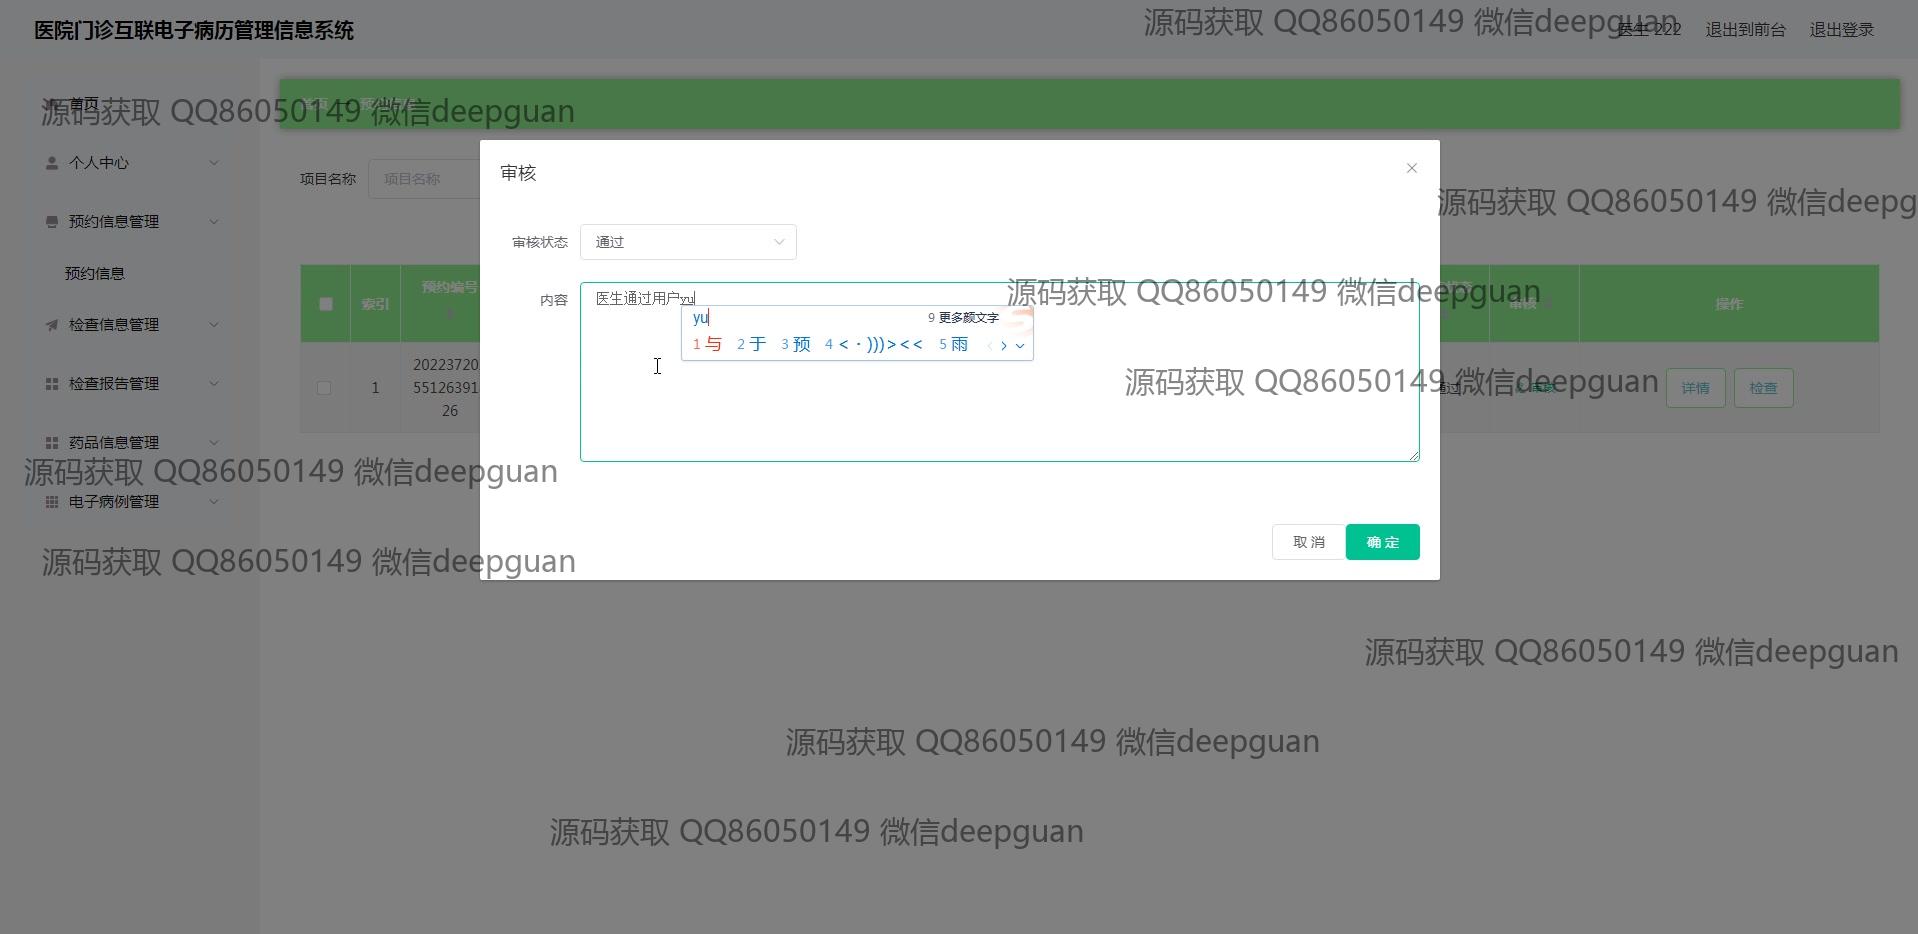 医院门诊互联电子病历管理信息系统
源码获取 QQ86050149 微信deepguan
医生 222
退出到前台
退出登录
首页
源码获取 QQ86050149 微信deepguan
首页
个人中心
审核
项目名称
项目名称
源码获取 QQ86050149 微信deepg
预约信息管理
审核状态
通过
预约信息
预约编号
索引
内容
医生通过用户yu
源码获取 QQ86050149 微信deepguan
审核
操作
yu
9 更多颜文字
1 与 2 于 3 预 4 < · )))><< 5 雨
检查信息管理
20223720
55126391
26
1
源码获取 QQ86050149 微信deepguan
通过
审核
详情
检查
检查报告管理
药品信息管理
源码获取 QQ86050149 微信deepguan
电子病例管理
取 消
确 定
源码获取 QQ86050149 微信deepguan
源码获取 QQ86050149 微信deepguan
源码获取 QQ86050149 微信deepguan
源码获取 QQ86050149 微信deepguan